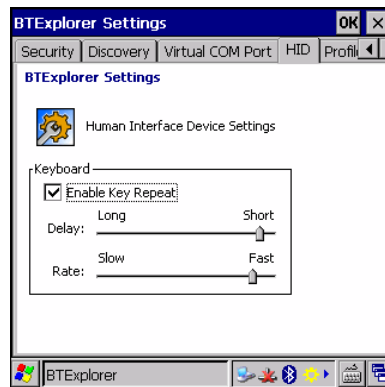 BTExplorer Settings OK ×
Security Discovery Virtual COM Port HID Profil
BTExplorer Settings
Human Interface Device Settings
Keyboard
Enable Key Repeat
Long Short
Delay:
Slow Fast
Rate:
BTExplorer